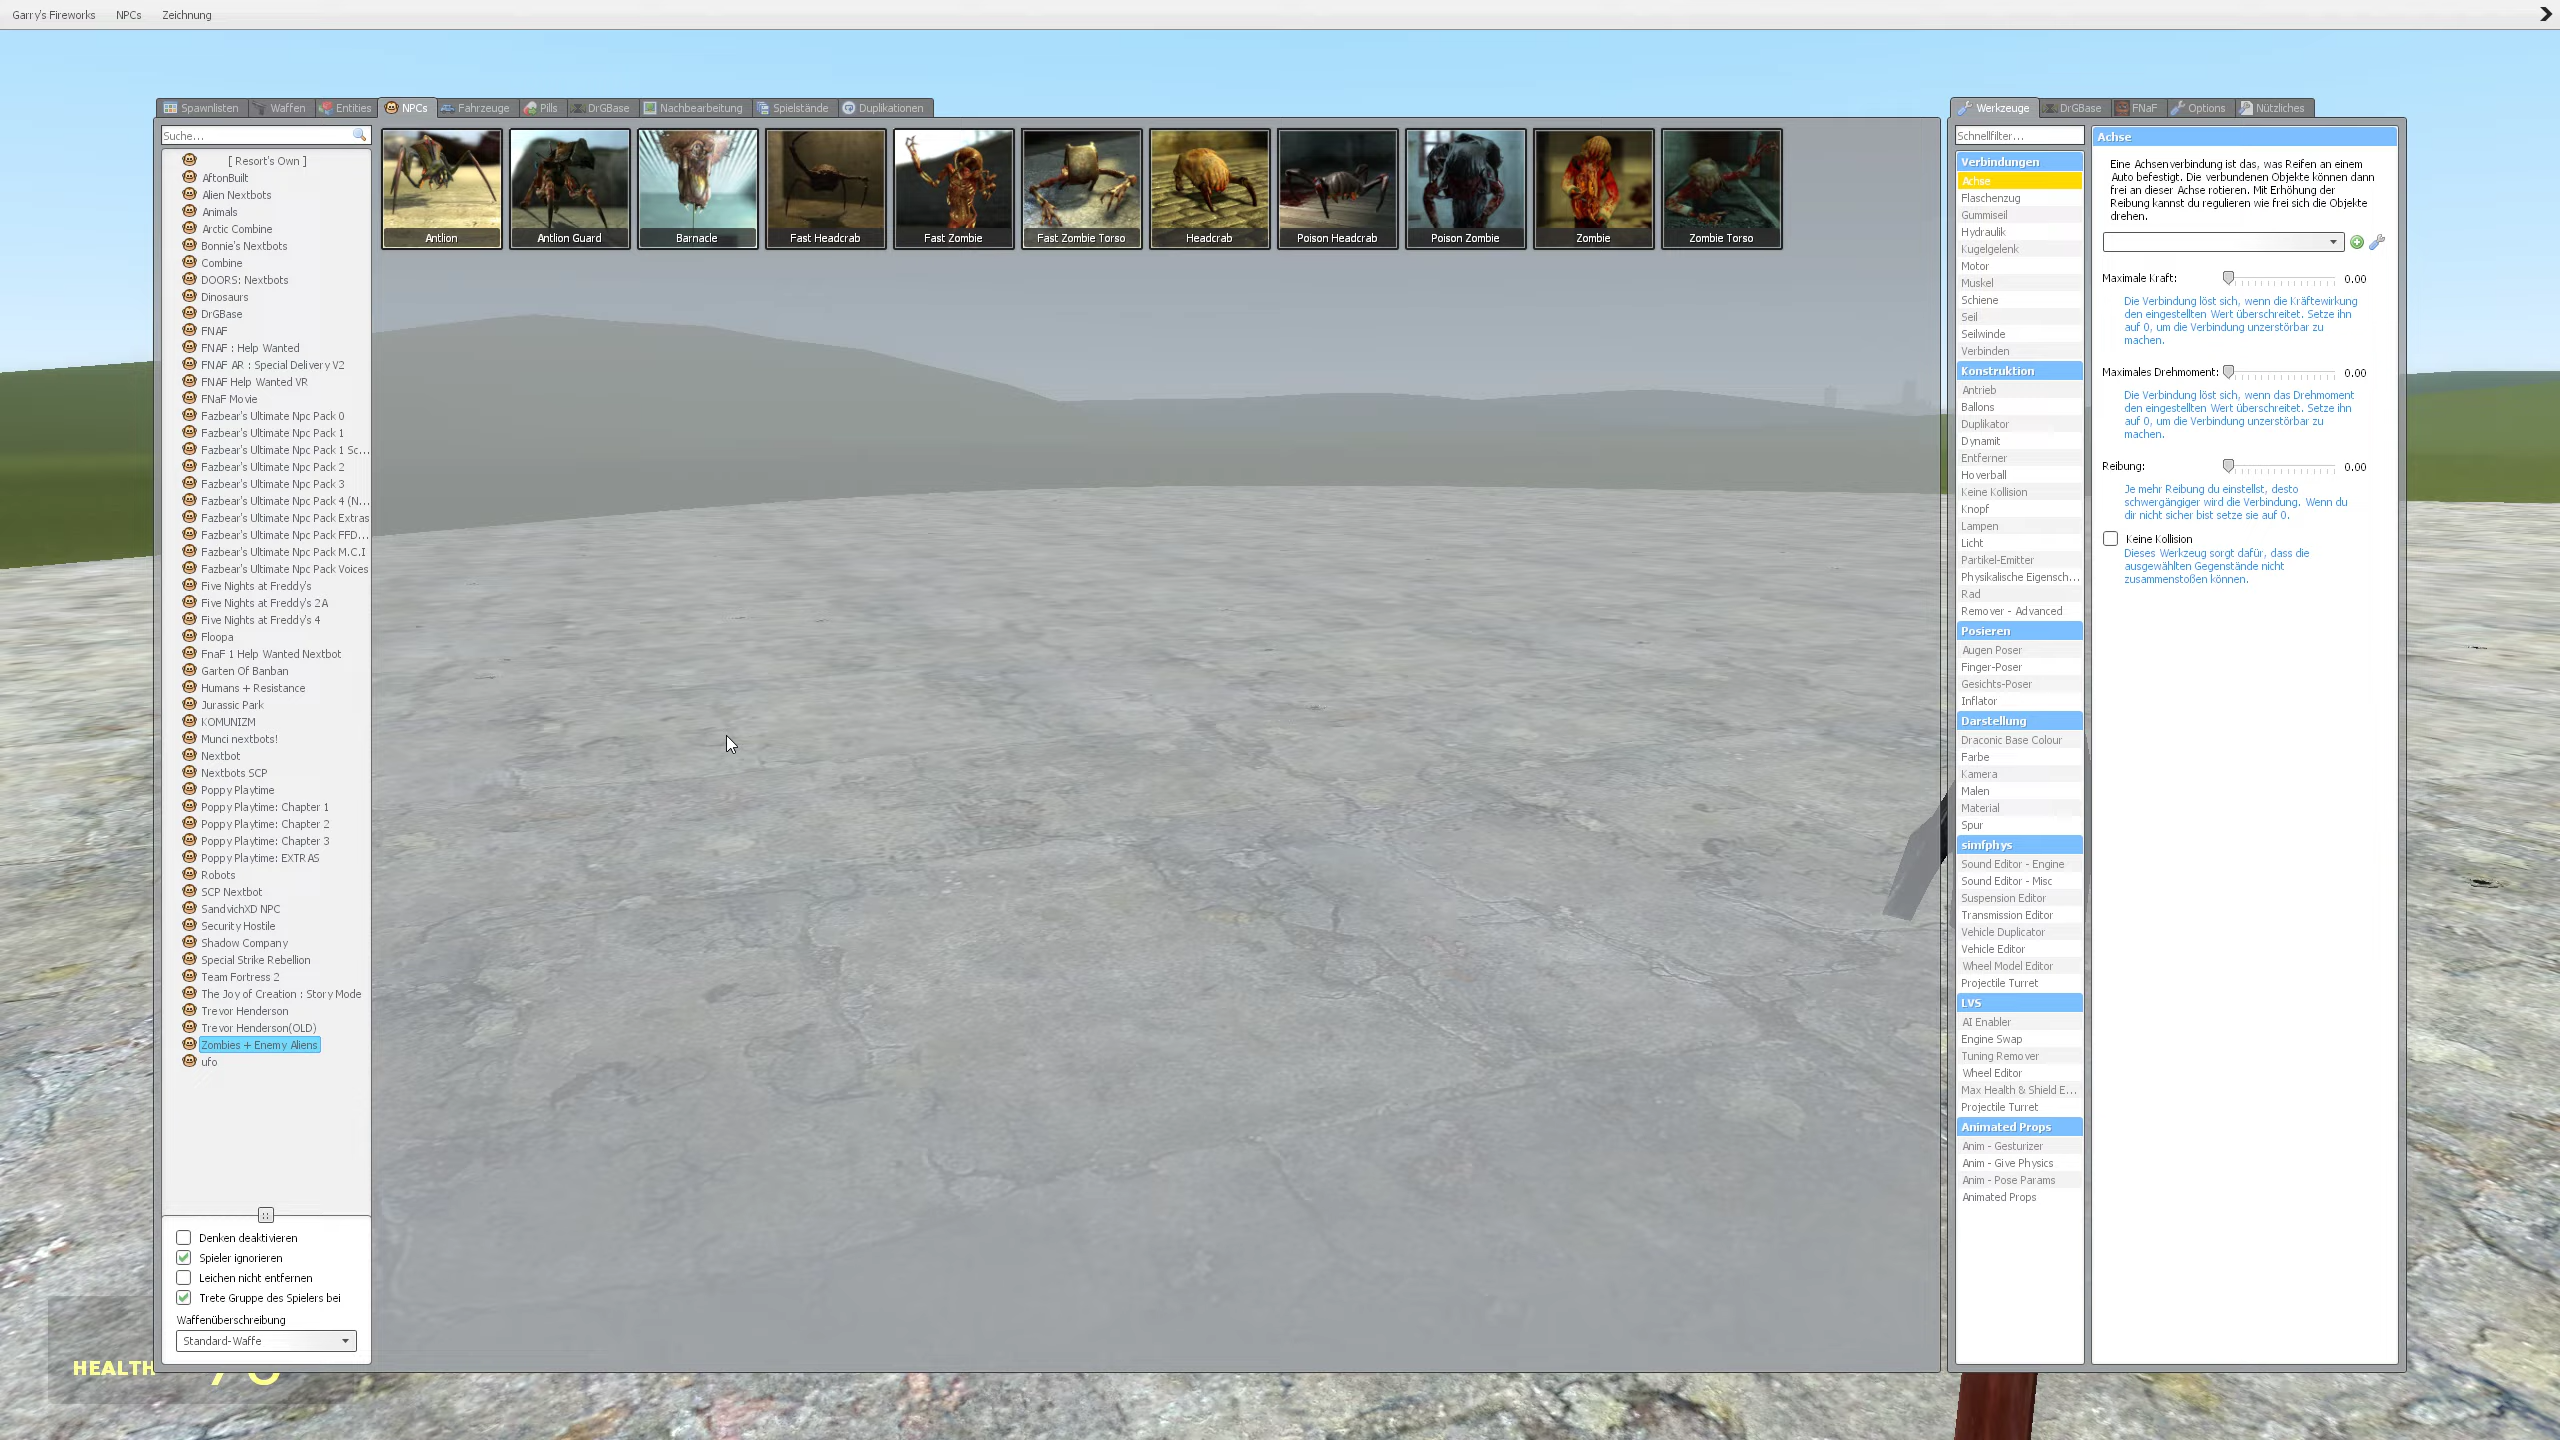 Garry's Fireworks
NPCs
Zeichnung
Spawnlisten
Waffen
Entities
NPCs
Fahrzeuge
Pills
DrGBase
Nachbearbeitung
Spielstände
Duplikationen
Suche...
[ Resort's Own ]
AftonBuilt
Alien Nextbots
Animals
Arctic Combine
Bonnie's Nextbots
Combine
DOORS: Nextbots
Dinosaurs
DrGBase
FNAF
FNAF : Help Wanted
FNAF AR : Special Delivery V2
FNAF Help Wanted VR
FNaF Movie
Fazbear's Ultimate Npc Pack 0
Fazbear's Ultimate Npc Pack 1
Fazbear's Ultimate Npc Pack 1 Sc...
Fazbear's Ultimate Npc Pack 2
Fazbear's Ultimate Npc Pack 3
Fazbear's Ultimate Npc Pack 4 (N...
Fazbear's Ultimate Npc Pack Extras
Fazbear's Ultimate Npc Pack FFD...
Fazbear's Ultimate Npc Pack M.C.I
Fazbear's Ultimate Npc Pack Voices
Five Nights at Freddy's
Five Nights at Freddy's 2A
Five Nights at Freddy's 4
Floopa
FnaF 1 Help Wanted Nextbot
Garten Of Banban
Humans + Resistance
Jurassic Park
KOMUNIZM
Munci nextbots!
Nextbot
Nextbots SCP
Poppy Playtime
Poppy Playtime: Chapter 1
Poppy Playtime: Chapter 2
Poppy Playtime: Chapter 3
Poppy Playtime: EXTRAS
Robots
SCP Nextbot
SandvichXD NPC
Security Hostile
Shadow Company
Special Strike Rebellion
Team Fortress 2
The Joy of Creation : Story Mode
Trevor Henderson
Trevor Henderson(OLD)
Zombies + Enemy Aliens
ufo
Denken deaktivieren
Spieler ignorieren
Leichen nicht entfernen
Trete Gruppe des Spielers bei
Waffenüberschreibung
Standard-Waffe
HEALTH
Antlion
Antlion Guard
Barnacle
Fast Headcrab
Fast Zombie
Fast Zombie Torso
Headcrab
Poison Headcrab
Poison Zombie
Zombie
Zombie Torso
Werkzeuge
DrGBase
FNaF
Options
Nützliches
Schnellfilter...
Verbindungen
Achse
Flaschenzug
Gummiseil
Hydraulik
Kugelgelenk
Motor
Muskel
Schiene
Seil
Seilwinde
Verbinden
Konstruktion
Antrieb
Ballons
Duplikator
Dynamit
Entferner
Hoverball
Keine Kollision
Knopf
Lampen
Licht
Partikel-Emitter
Physikalische Eigensch...
Rad
Remover - Advanced
Posieren
Augen Poser
Finger-Poser
Gesichts-Poser
Inflator
Darstellung
Draconic Base Colour
Farbe
Kamera
Malen
Material
Spur
simfphys
Sound Editor - Engine
Sound Editor - Misc
Suspension Editor
Transmission Editor
Vehicle Duplicator
Vehicle Editor
Wheel Model Editor
Projectile Turret
LVS
AI Enabler
Engine Swap
Tuning Remover
Wheel Editor
Max Health & Shield E...
Projectile Turret
Animated Props
Anim - Gesturizer
Anim - Give Physics
Anim - Pose Params
Animated Props
Achse
Eine Achsenverbindung ist das, was Reifen an einem
Auto befestigt. Die verbundenen Objekte können dann
frei an dieser Achse rotieren. Mit Erhöhung der
Reibung kannst du regulieren wie frei sich die Objekte
drehen.
Maximale Kraft:
0.00
Die Verbindung löst sich, wenn die Kräftewirkung
den eingestellten Wert überschreitet. Setze ihn
auf 0, um die Verbindung unzerstörbar zu
machen.
Maximales Drehmoment:
0.00
Die Verbindung löst sich, wenn das Drehmoment
den eingestellten Wert überschreitet. Setze ihn
auf 0, um die Verbindung unzerstörbar zu
machen.
Reibung:
0.00
Je mehr Reibung du einstellst, desto
schwergängiger wird die Verbindung. Wenn du
dir nicht sicher bist setze sie auf 0.
Keine Kollision
Dieses Werkzeug sorgt dafür, dass die
ausgewählten Gegenstände nicht
zusammenstoßen können.